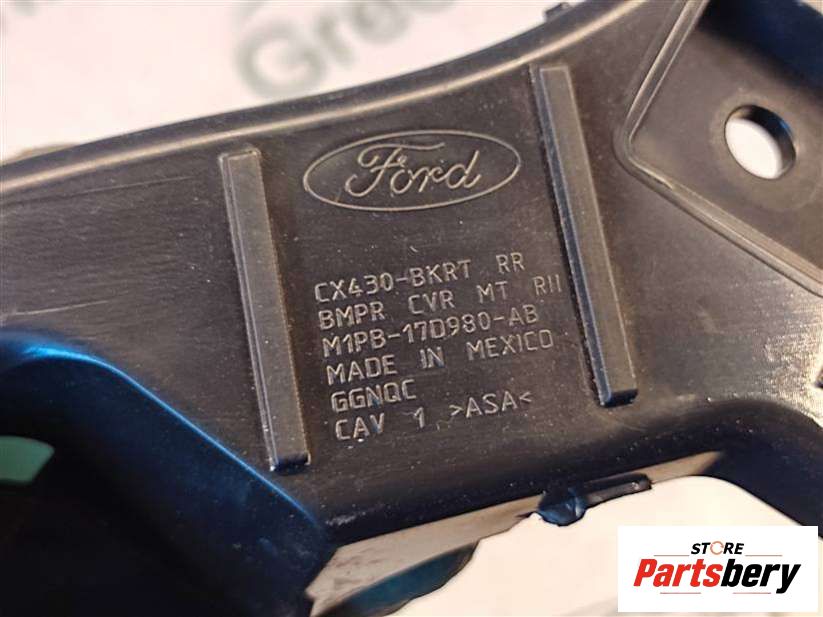 Gree
Ford
CX430-BKRT RR
BMPR CVR MT RH
M1PB-17D980-AB
MADE IN MEXICO
GGNQC
CAV 1 >ASA<
STORE
Partsbery